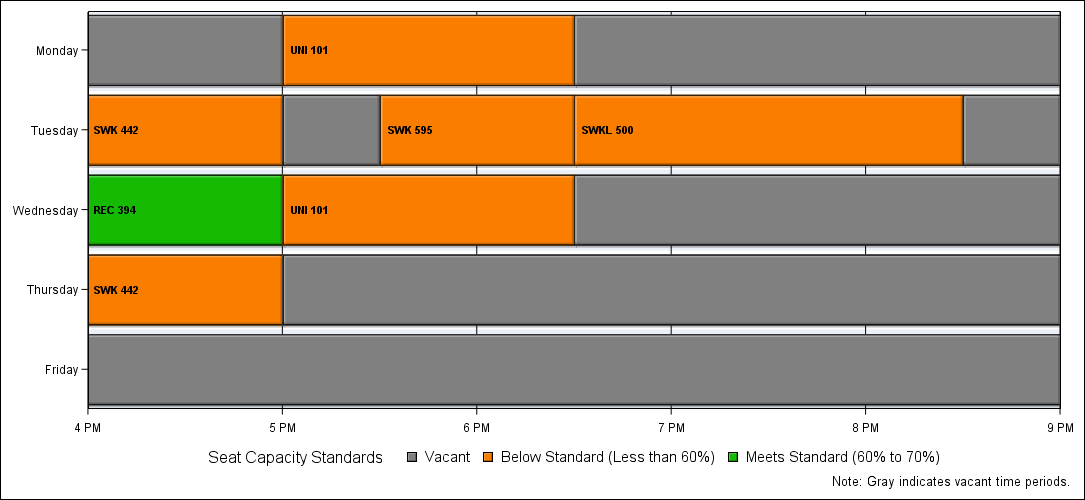 Monday
UNI 101
Tuesday
SWK 442
SWK 595
SWKL 500
Wednesday
REC 394
UNI 101
Thursday
SWK 442
Friday
4 PM 5 PM 6 PM 7 PM 8 PM 9 PM
Seat Capacity Standards Vacant Below Standard (Less than 60%) Meets Standard (60% to 70%)
Note: Gray indicates vacant time periods.